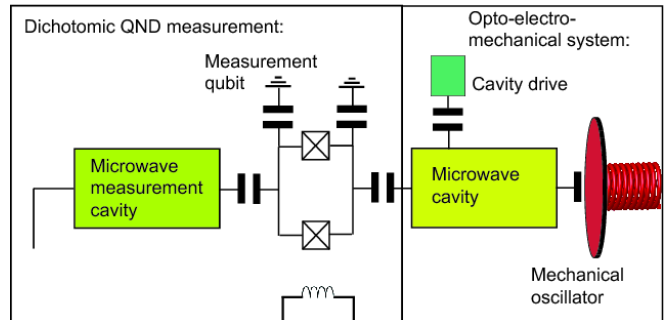 Dichotomic QND measurement:
Opto-electro-
mechanical system:
Measurement
qubit
Cavity drive
Microwave
measurement
cavity
Microwave
cavity
Mechanical
oscillator